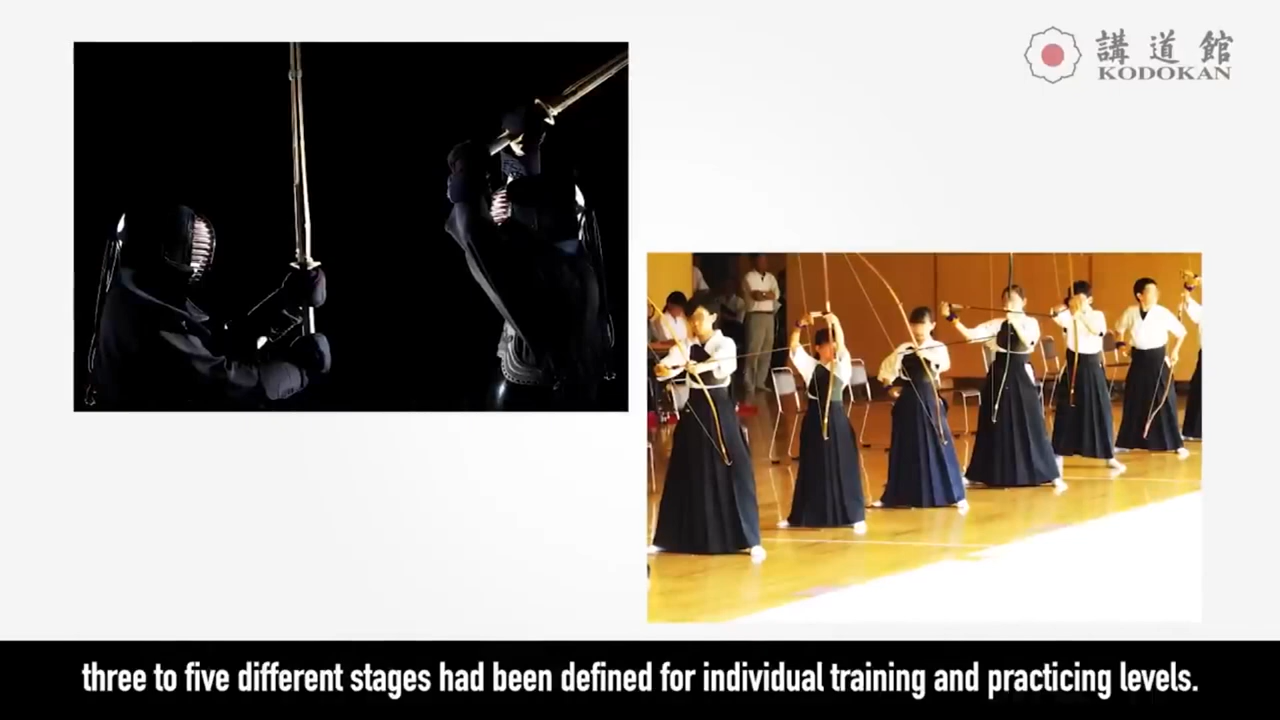 講道館
KODOKAN
three to five different stages had been defined for individual training and practicing levels.